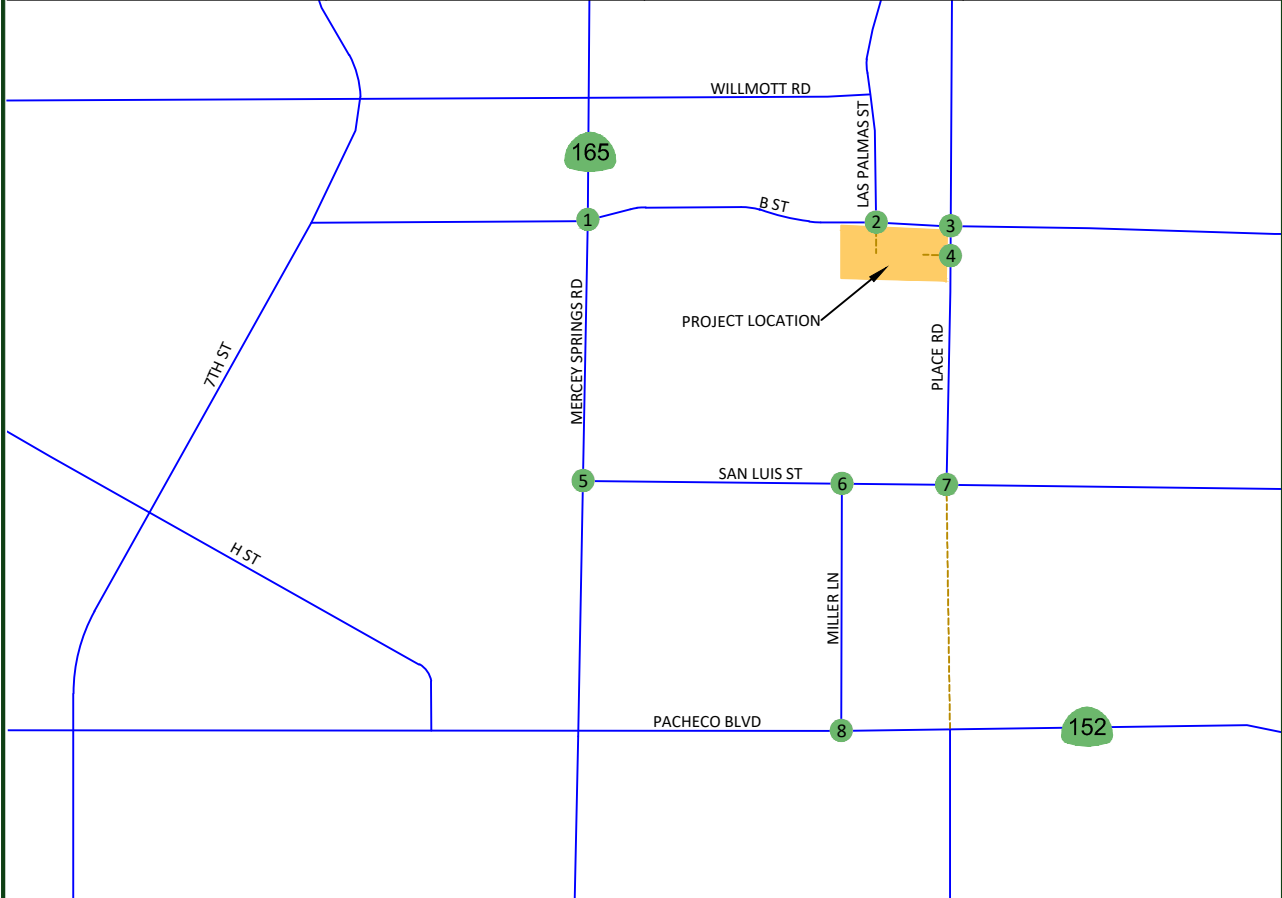 WILLMOTT RD
LAS PALMAS ST
165
B ST
1
2
3
4
PROJECT LOCATION
MERCEY SPRINGS RD
PLACE RD
7TH ST
SAN LUIS ST
5
6
7
H ST
MILLER LN
PACHECO BLVD
152
8